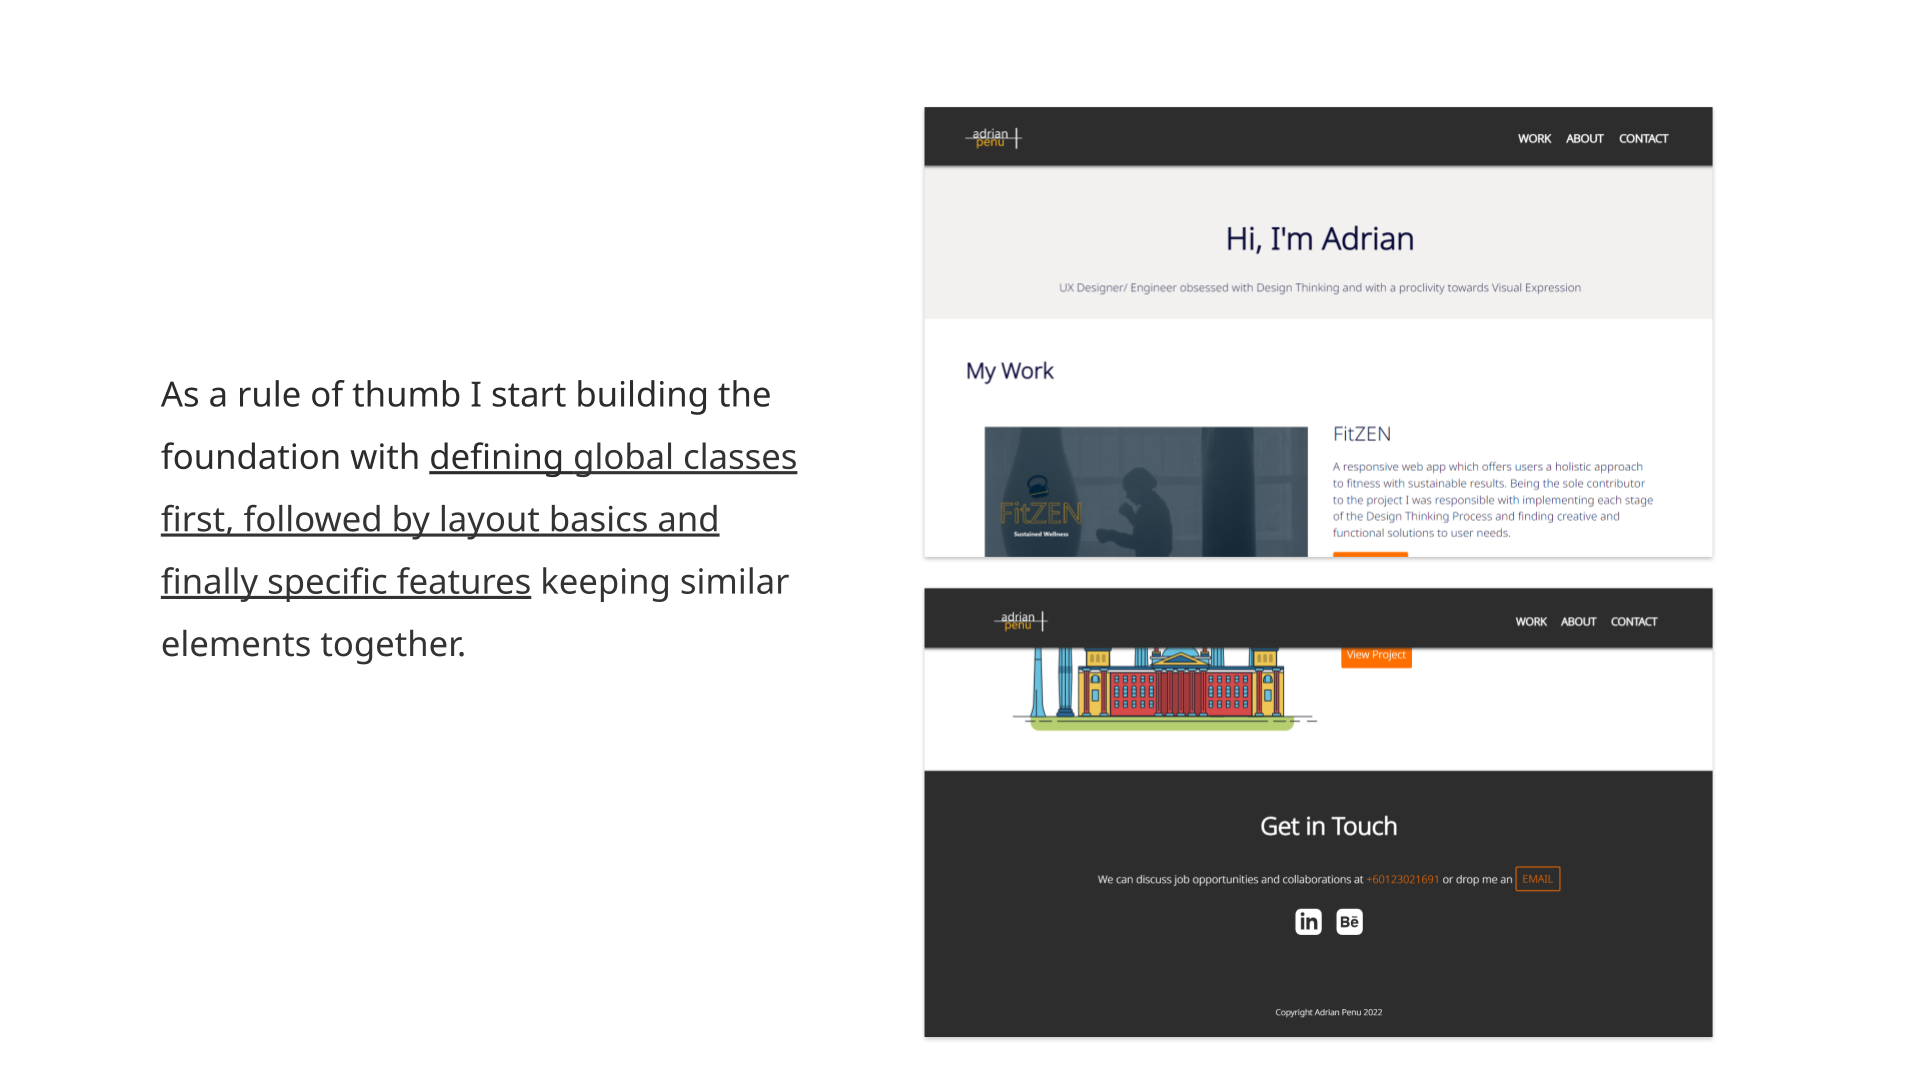 As a rule of thumb I start building the
foundation with defining global classes
first, followed by layout basics and
finally specific features keeping similar
elements together.
adrian
penu
WORK ABOUT CONTACT
Hi, I'm Adrian
UX Designer/ Engineer obsessed with Design Thinking and with a proclivity towards Visual Expression
My Work
FitZEN
Sustained Wellness
FitZEN
A responsive web app which offers users a holistic approach
to fitness with sustainable results. Being the sole contributor
to the project I was responsible with implementing each stage
of the Design Thinking Process and finding creative and
functional solutions to user needs.
adrian
penu
WORK ABOUT CONTACT
View Project
Get in Touch
We can discuss job opportunities and collaborations at +60123021691 or drop me an EMAIL
in Bē
Copyright Adrian Penu 2022